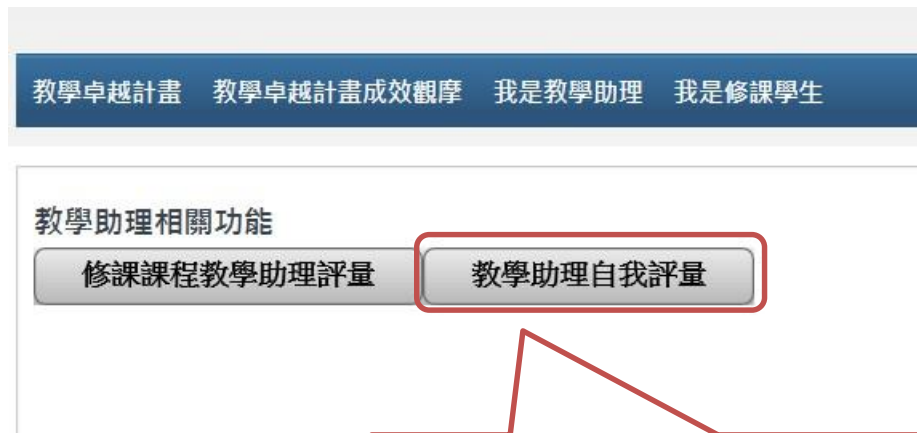 教學卓越計畫 教學卓越計畫成效觀摩 我是教學助理 我是修課學生
教學助理相關功能
修課課程教學助理評量 教學助理自我評量